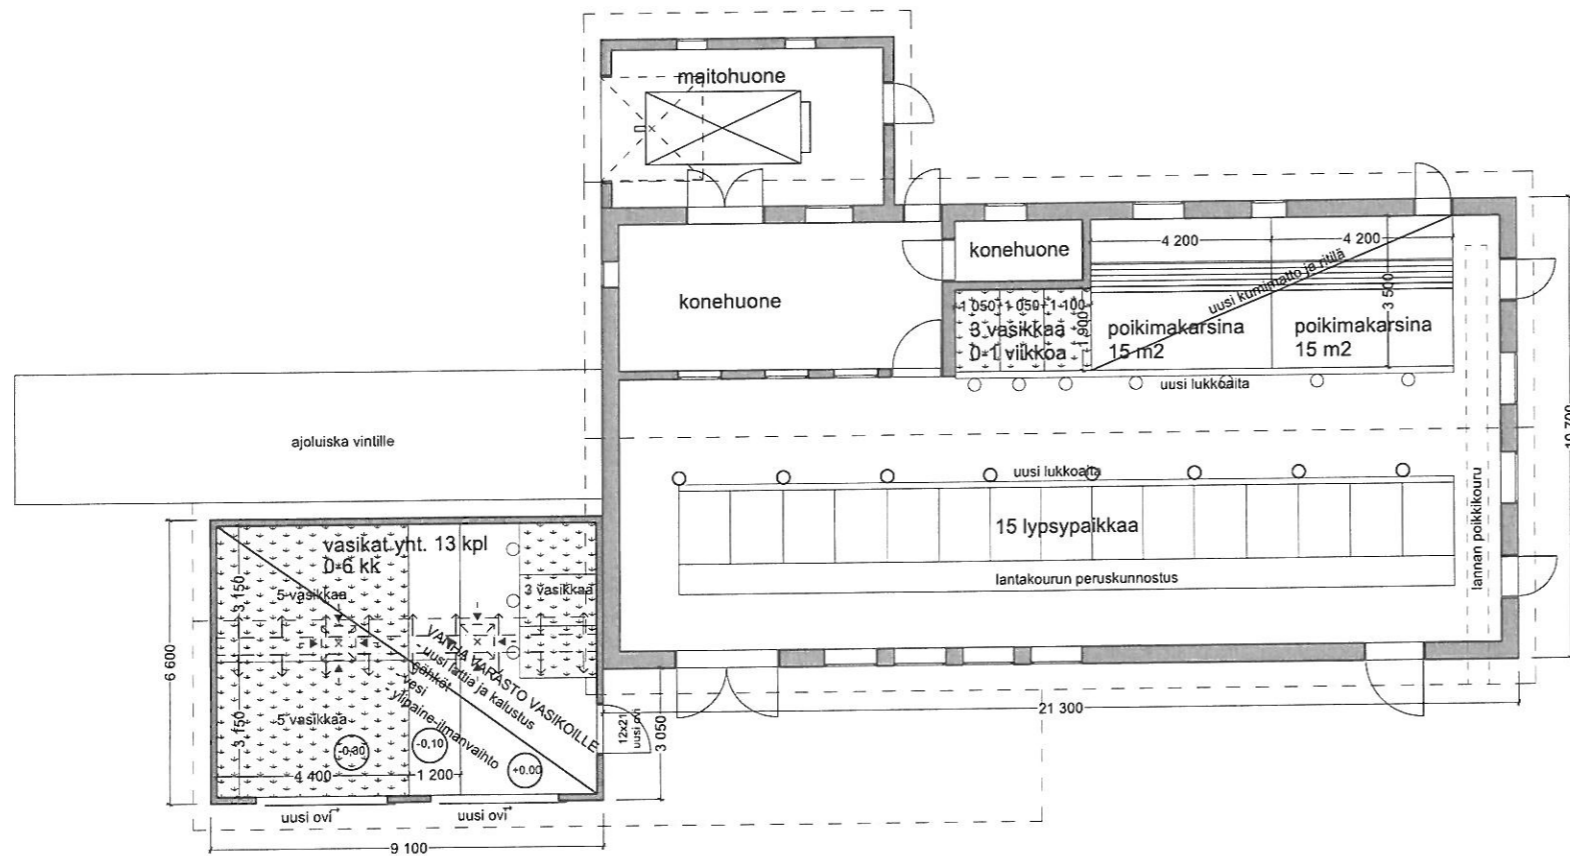 maitohuone
konehuone
konehuone
4 200
4 200
uusi kumimatto ja ritilä
3 500
1 050
1 050
1 100
1 900
3 vasikkaa
0-1 viikkoa
poikimakarsina
15 m2
poikimakarsina
15 m2
uusi lukkoaita
ajoluiska vintille
uusi lukkoaita
15 lypsypaikkaa
lantakourun peruskunnostus
lannan poikkikouru
10 700
vasikat yht. 13 kpl
0-6 kk
5 vasikkaa
3 vasikkaa
3 150
6 600
VANHA VARASTO VASIKOILLE
- uusi lattia ja kalustus
- sähköt
- vesi
- ylipaine-ilmanvaihto
5 vasikkaa
3 150
-0,30
-0,10
+0.00
4 400
1 200
12x21
uusi ovi
3 050
21 300
uusi ovi
uusi ovi
9 100